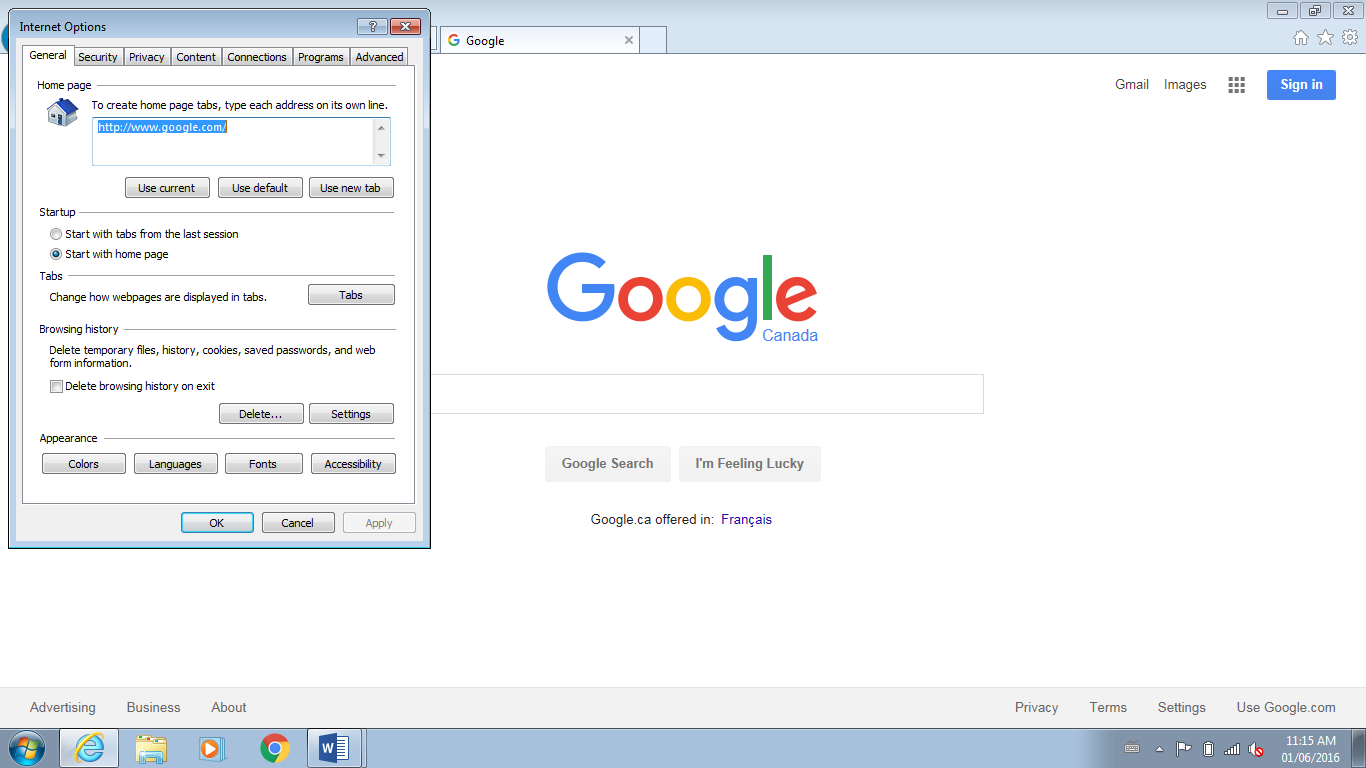 Internet Options
General Security Privacy Content Connections Programs Advanced
Home page
To create home page tabs, type each address on its own line.
http://www.google.com/
Use current Use default Use new tab
Startup
Start with tabs from the last session
Start with home page
Tabs
Change how webpages are displayed in tabs.
Tabs
Browsing history
Delete temporary files, history, cookies, saved passwords, and web
form information.
Delete browsing history on exit
Delete... Settings
Appearance
Colors Languages Fonts Accessibility
OK Cancel Apply
Google
Gmail Images Sign in
Google
Canada
Google Search I'm Feeling Lucky
Google.ca offered in: Français
Advertising Business About Privacy Terms Settings Use Google.com
11:15 AM
01/06/2016